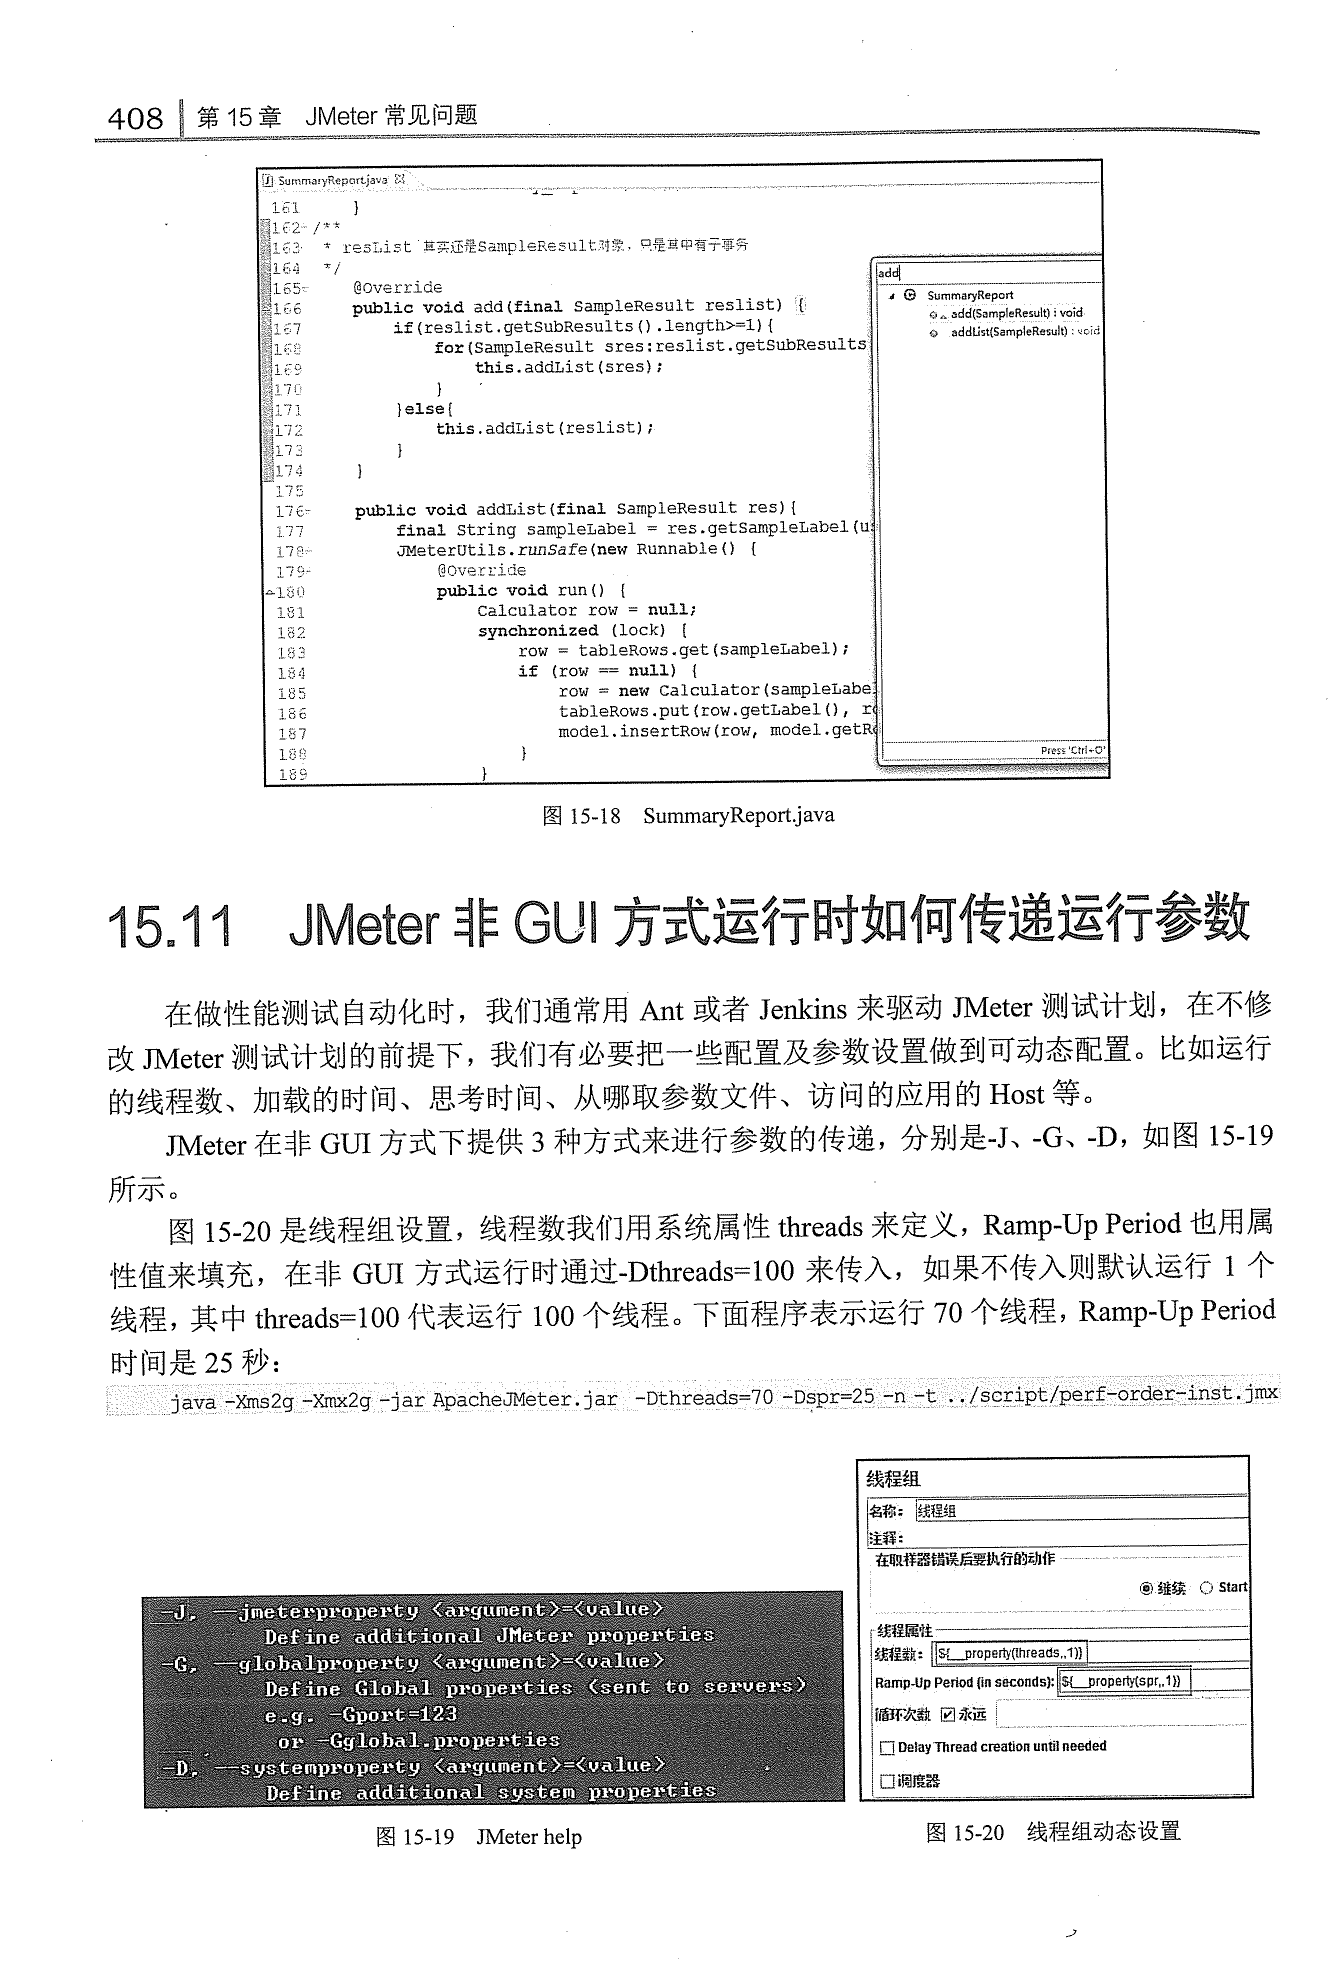 408 第 15 章 JMeter 常见问题
SummaryReport.java
161 }
162 /**
163 * resList 其实还是SampleResult对象，只是其中有子事务
164 */
165 @Override
166 public void add(final SampleResult reslist) {
167 if(reslist.getSubResults().length>=1){
168 for(SampleResult sres:reslist.getSubResults
169 this.addList(sres);
170 }
171 }else{
172 this.addList(reslist);
173 }
174 }
175
176 public void addList(final SampleResult res){
177 final String sampleLabel = res.getSampleLabel(us
178 JMeterUtils.runSafe(new Runnable() {
179 @Override
180 public void run() {
181 Calculator row = null;
182 synchronized (lock) {
183 row = tableRows.get(sampleLabel);
184 if (row == null) {
185 row = new Calculator(sampleLabel
186 tableRows.put(row.getLabel(), ro
187 model.insertRow(row, model.getRo
188 }
189 }
add
SummaryReport
add(SampleResult) : void
addList(SampleResult) : void
Press 'Ctrl+O'
图 15-18 SummaryReport.java
15.11 JMeter 非 GUI 方式运行时如何传递运行参数
在做性能测试自动化时，我们通常用 Ant 或者 Jenkins 来驱动 JMeter 测试计划，在不修
改 JMeter 测试计划的前提下，我们有必要把一些配置及参数设置做到可动态配置。比如运行
的线程数、加载的时间、思考时间、从哪取参数文件、访问的应用的 Host 等。
JMeter 在非 GUI 方式下提供 3 种方式来进行参数的传递，分别是-J、-G、-D，如图 15-19
所示。
图 15-20 是线程组设置，线程数我们用系统属性 threads 来定义，Ramp-Up Period 也用属
性值来填充，在非 GUI 方式运行时通过-Dthreads=100 来传入，如果不传入则默认运行 1 个
线程，其中 threads=100 代表运行 100 个线程。下面程序表示运行 70 个线程，Ramp-Up Period
时间是 25 秒：
java -Xms2g -Xmx2g -jar ApacheJMeter.jar -Dthreads=70 -Dspr=25 -n -t ../script/perf-order-inst.jmx
-J, --jmeterproperty <argument>=<value>
Define additional JMeter properties
-G, --globalproperty <argument>=<value>
Define Global properties (sent to servers)
e.g. -Gport=123
or -Gglobal.properties
-D, --systemproperty <argument>=<value>
Define additional system properties
图 15-19 JMeter help
线程组
名称： 线程组
注释：
在取样器错误后要执行的动作
继续 Start
线程属性
线程数： ${__property(threads,,1)}
Ramp-Up Period (in seconds): ${__property(spr,,1)}
循环次数 永远
Delay Thread creation until needed
调度器
图 15-20 线程组动态设置